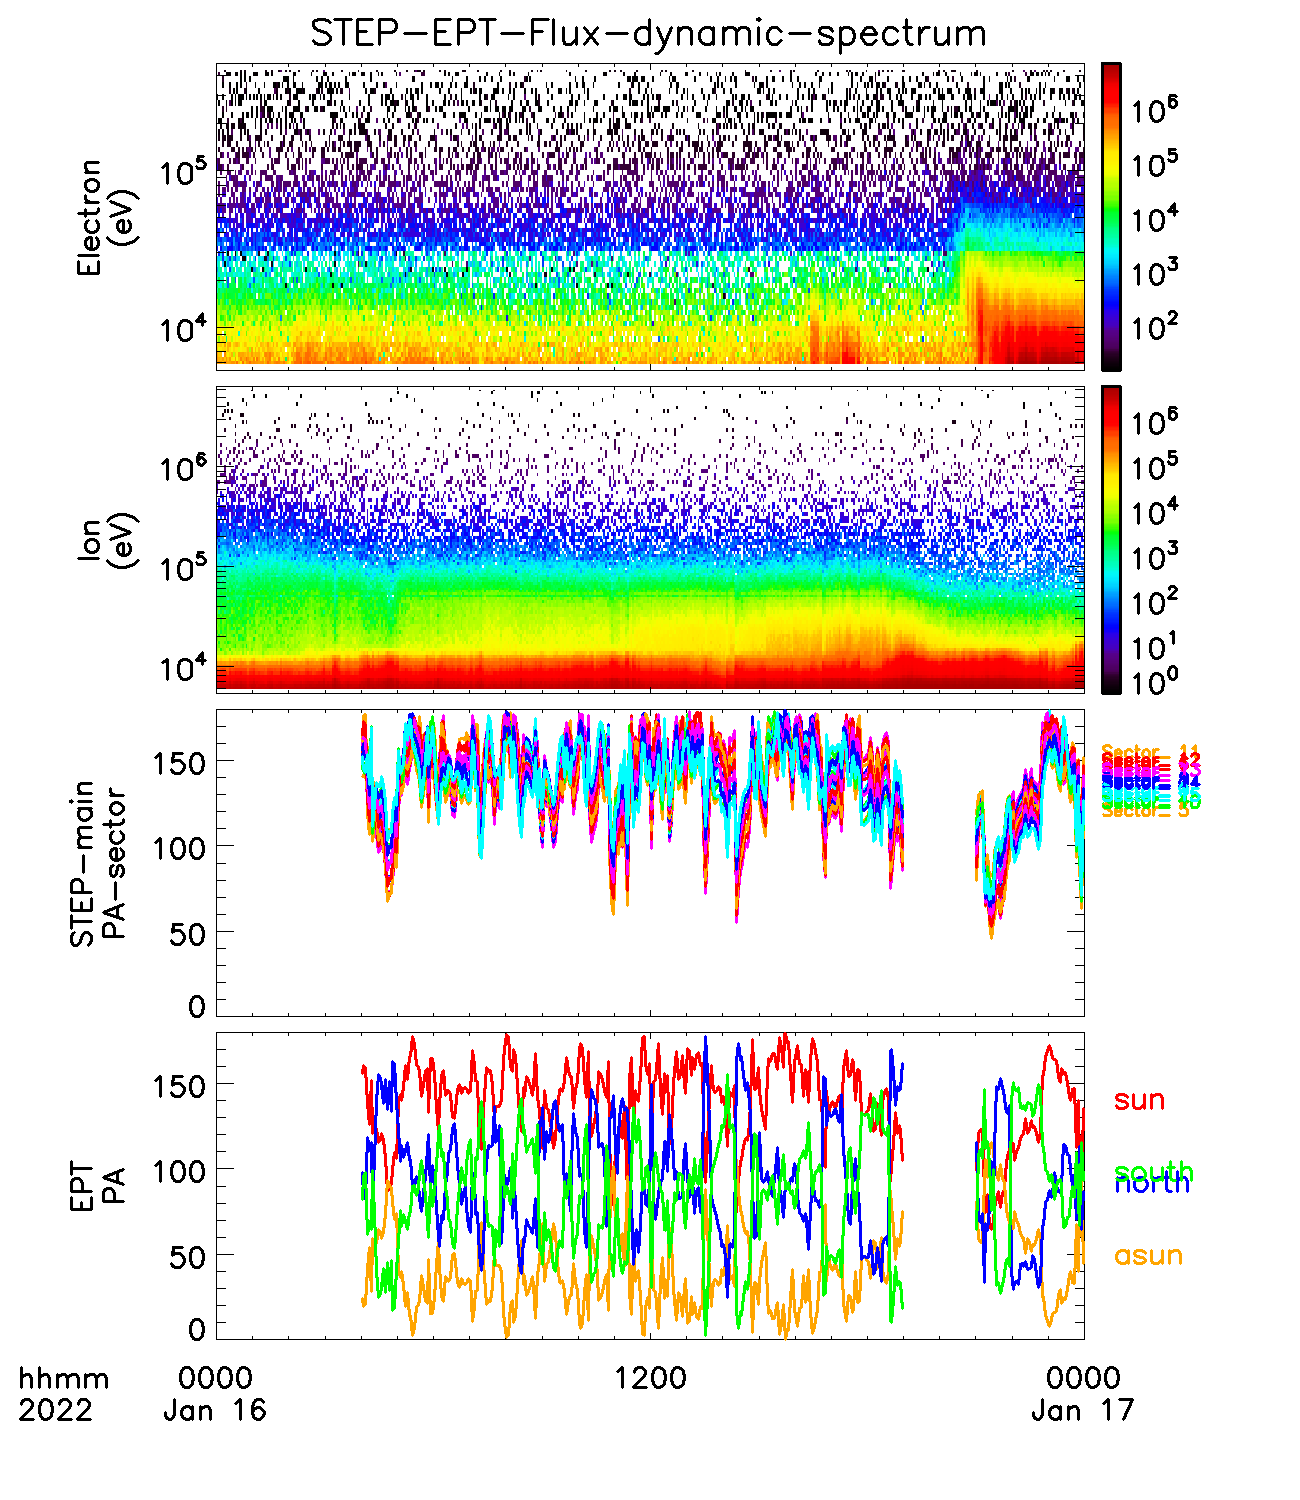 STEP-EPT-Flux-dynamic-spectrum
Electron
(eV)
10^5
10^4
10^6
10^5
10^4
10^3
10^2
Ion
(eV)
10^6
10^5
10^4
10^6
10^5
10^4
10^3
10^2
10^1
10^0
STEP-main
PA-sector
150
100
50
0
Sector= 11
Sector= 5
EPT
PA
150
100
50
0
sun
south
north
asun
hhmm
2022
0000
Jan 16
1200
0000
Jan 17